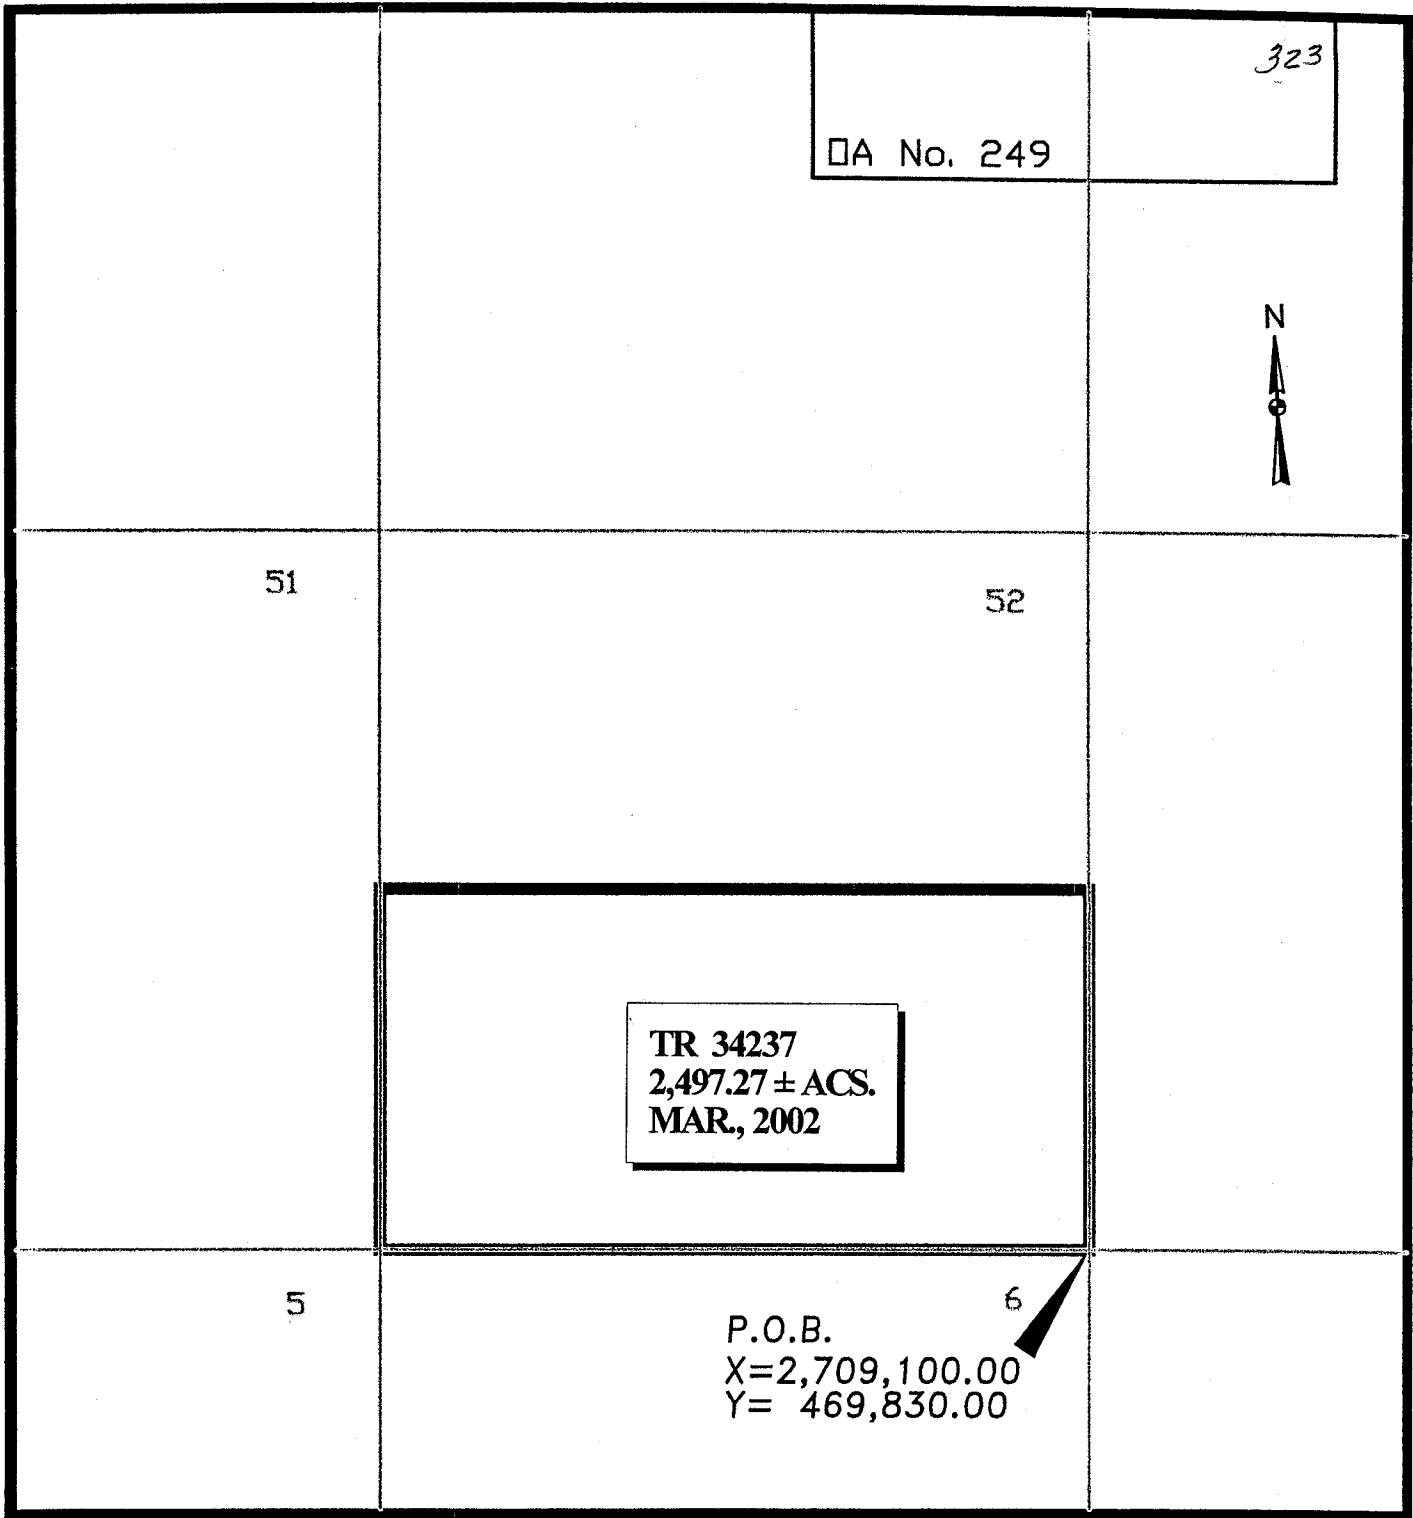 323
OA No. 249
N
51
52
TR 34237
2,497.27 ± ACS.
MAR., 2002
5
6
P.O.B.
X=2,709,100.00
Y= 469,830.00